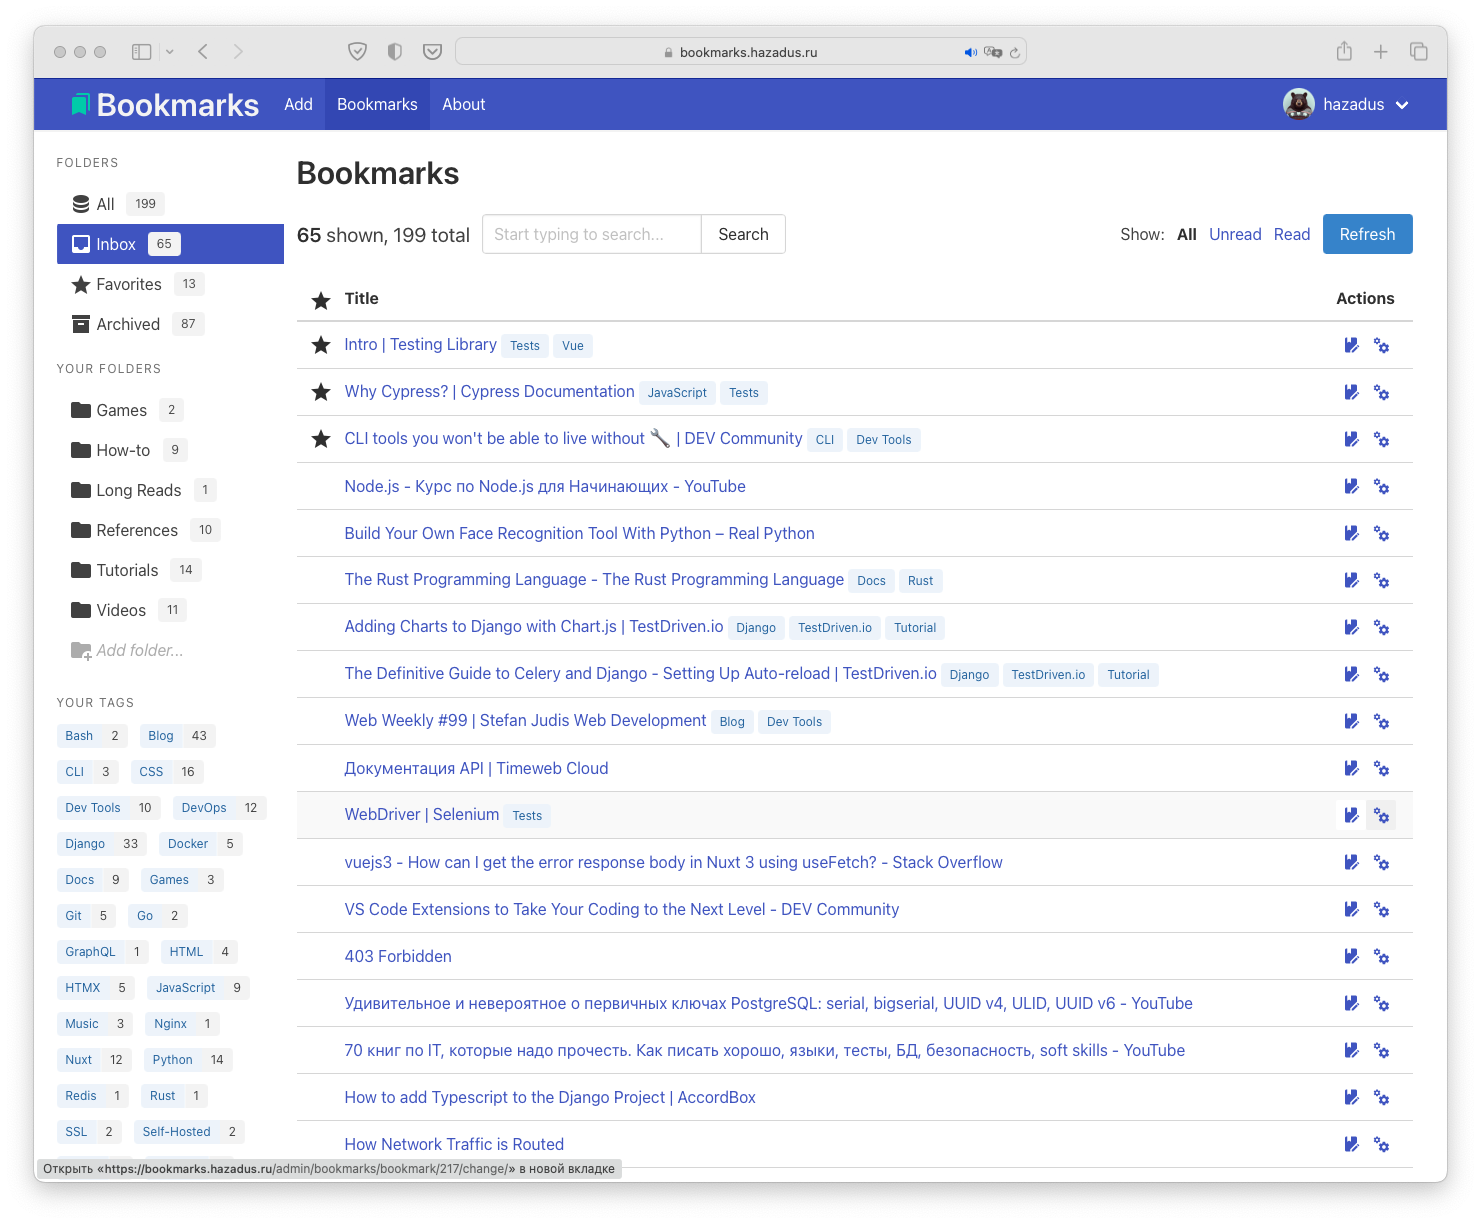 bookmarks.hazadus.ru
Bookmarks Add Bookmarks About hazadus
FOLDERS
All 199
Inbox 65
Favorites 13
Archived 87
YOUR FOLDERS
Games 2
How-to 9
Long Reads 1
References 10
Tutorials 14
Videos 11
Add folder...
YOUR TAGS
Bash 2 Blog 43
CLI 3 CSS 16
Dev Tools 10 DevOps 12
Django 33 Docker 5
Docs 9 Games 3
Git 5 Go 2
GraphQL 1 HTML 4
HTMX 5 JavaScript 9
Music 3 Nginx 1
Nuxt 12 Python 14
Redis 1 Rust 1
SSL 2 Self-Hosted 2
Bookmarks
65 shown, 199 total Start typing to search... Search Show: All Unread Read Refresh
Title Actions
Intro | Testing Library Tests Vue
Why Cypress? | Cypress Documentation JavaScript Tests
CLI tools you won't be able to live without 🔧 | DEV Community CLI Dev Tools
Node.js - Курс по Node.js для Начинающих - YouTube
Build Your Own Face Recognition Tool With Python – Real Python
The Rust Programming Language - The Rust Programming Language Docs Rust
Adding Charts to Django with Chart.js | TestDriven.io Django TestDriven.io Tutorial
The Definitive Guide to Celery and Django - Setting Up Auto-reload | TestDriven.io Django TestDriven.io Tutorial
Web Weekly #99 | Stefan Judis Web Development Blog Dev Tools
Документация API | Timeweb Cloud
WebDriver | Selenium Tests
vuejs3 - How can I get the error response body in Nuxt 3 using useFetch? - Stack Overflow
VS Code Extensions to Take Your Coding to the Next Level - DEV Community
403 Forbidden
Удивительное и невероятное о первичных ключах PostgreSQL: serial, bigserial, UUID v4, ULID, UUID v6 - YouTube
70 книг по IT, которые надо прочесть. Как писать хорошо, языки, тесты, БД, безопасность, soft skills - YouTube
How to add Typescript to the Django Project | AccordBox
How Network Traffic is Routed
Открыть «https://bookmarks.hazadus.ru/admin/bookmarks/bookmark/217/change/» в новой вкладке